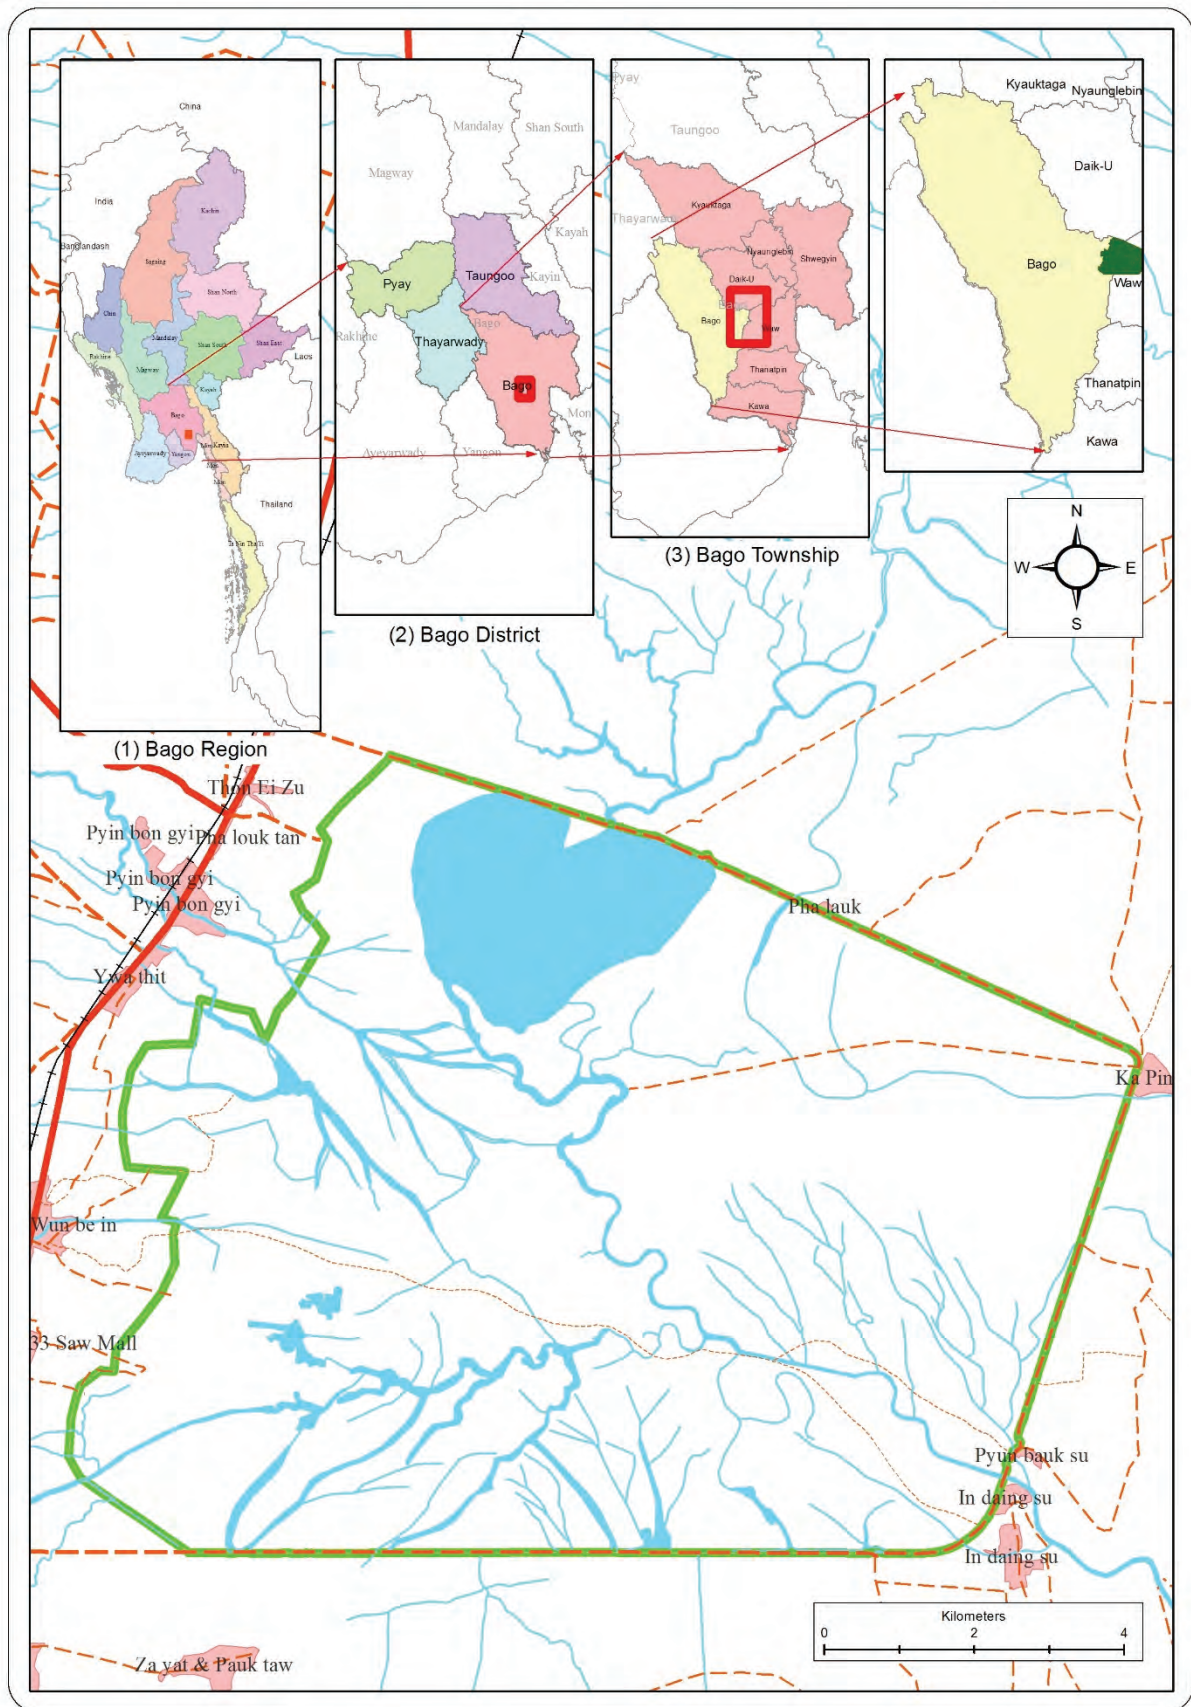 China
India
Banglandash
Kachin
Sagaing
Chin
Shan North
Mandalay
Shan South
Shan East
Rakhine
Magway
Kayah
Laos
Bago
Kayin
Ayeyarwady
Yangon
Mon
Thailand
(1) Bago Region
Mandalay
Shan South
Magway
Kayah
Taungoo
Kayin
Pyay
Bago
Rakhine
Thayarwady
Bago
Mon
Ayeyarwady
Yangon
(2) Bago District
Pyay
Taungoo
Kyauktaga
Thayarwady
Nyaunglebin
Shwegyin
Daik-U
Bago
Bago
Waw
Thanatpin
Kawa
(3) Bago Township
Kyauktaga
Nyaunglebin
Daik-U
Bago
Waw
Thanatpin
Kawa
N
W
E
S
Thon Ei Zu
Pyin bon gyi
Pha louk tan
Pyin bon gyi
Pyin bon gyi
Pha lauk
Ywa thit
Ka Pin
Wun be in
33 Saw Mall
Pyun bauk su
In daing su
In daing su
Za yat & Pauk taw
Kilometers
0 2 4